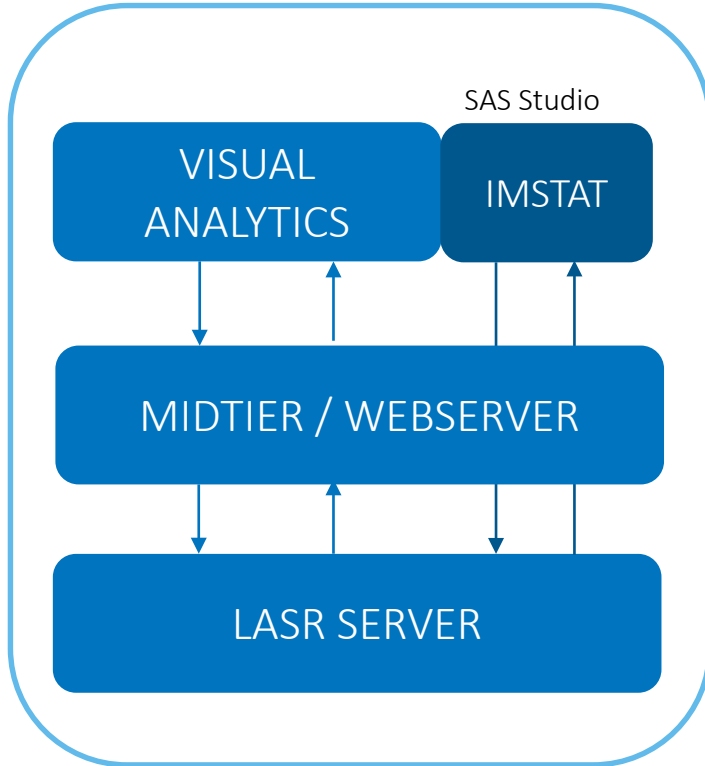 SAS Studio
VISUAL
ANALYTICS
IMSTAT
MIDTIER / WEBSERVER
LASR SERVER